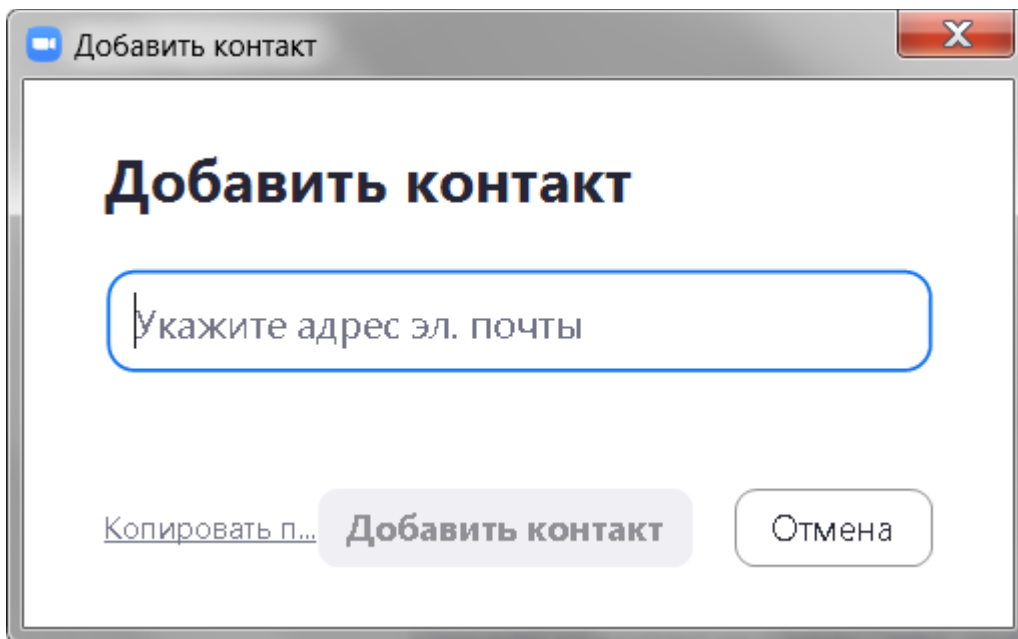 Добавить контакт
Добавить контакт
Укажите адрес эл. почты
Копировать п... Добавить контакт Отмена